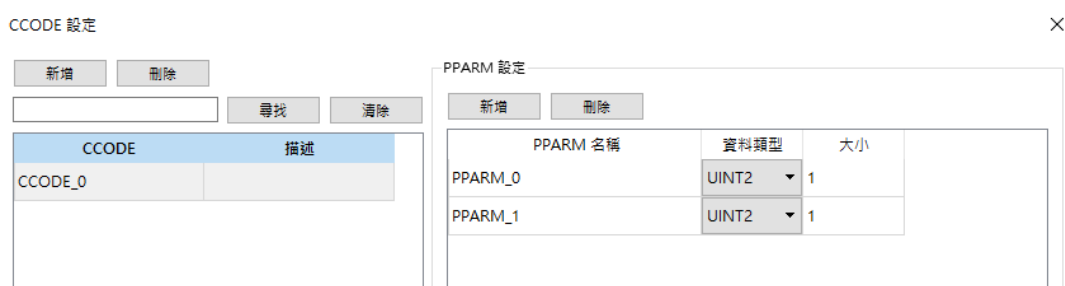 CCODE 設定
新增 刪除
尋找 清除
CCODE 描述
CCODE_0
PPARM 設定
新增 刪除
PPARM 名稱 資料類型 大小
PPARM_0 UINT2 1
PPARM_1 UINT2 1